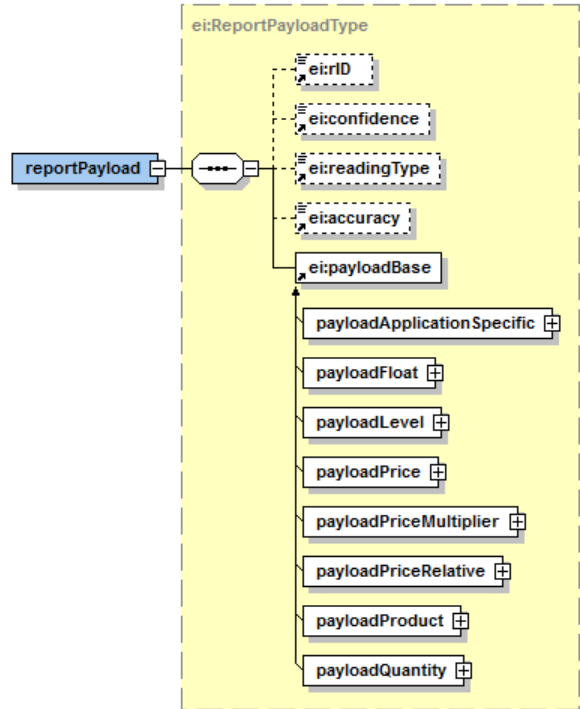 ei:ReportPayloadType
ei:rID
ei:confidence
reportPayload
ei:readingType
ei:accuracy
ei:payloadBase
payloadApplicationSpecific
payloadFloat
payloadLevel
payloadPrice
payloadPriceMultiplier
payloadPriceRelative
payloadProduct
payloadQuantity